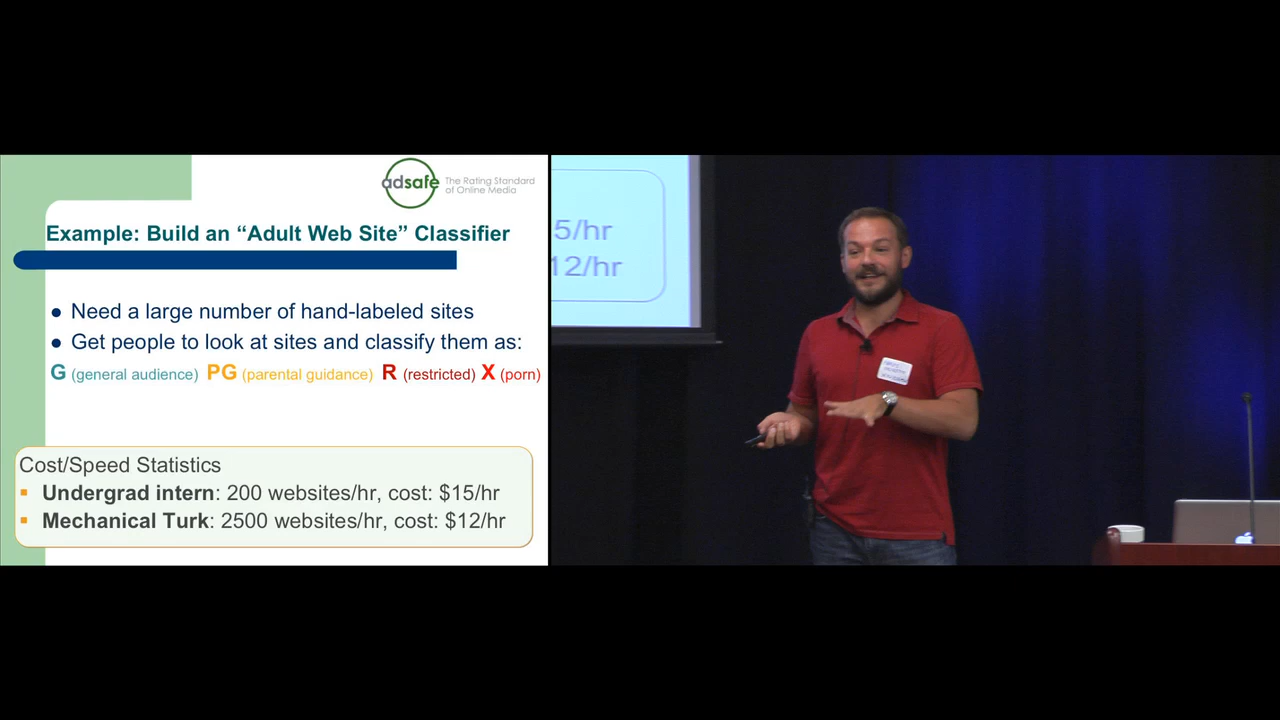 adsafe
The Rating Standard
of Online Media
Example: Build an “Adult Web Site” Classifier
● Need a large number of hand-labeled sites
● Get people to look at sites and classify them as:
G (general audience) PG (parental guidance) R (restricted) X (porn)
Cost/Speed Statistics
▪ Undergrad intern: 200 websites/hr, cost: $15/hr
▪ Mechanical Turk: 2500 websites/hr, cost: $12/hr
5/hr
12/hr